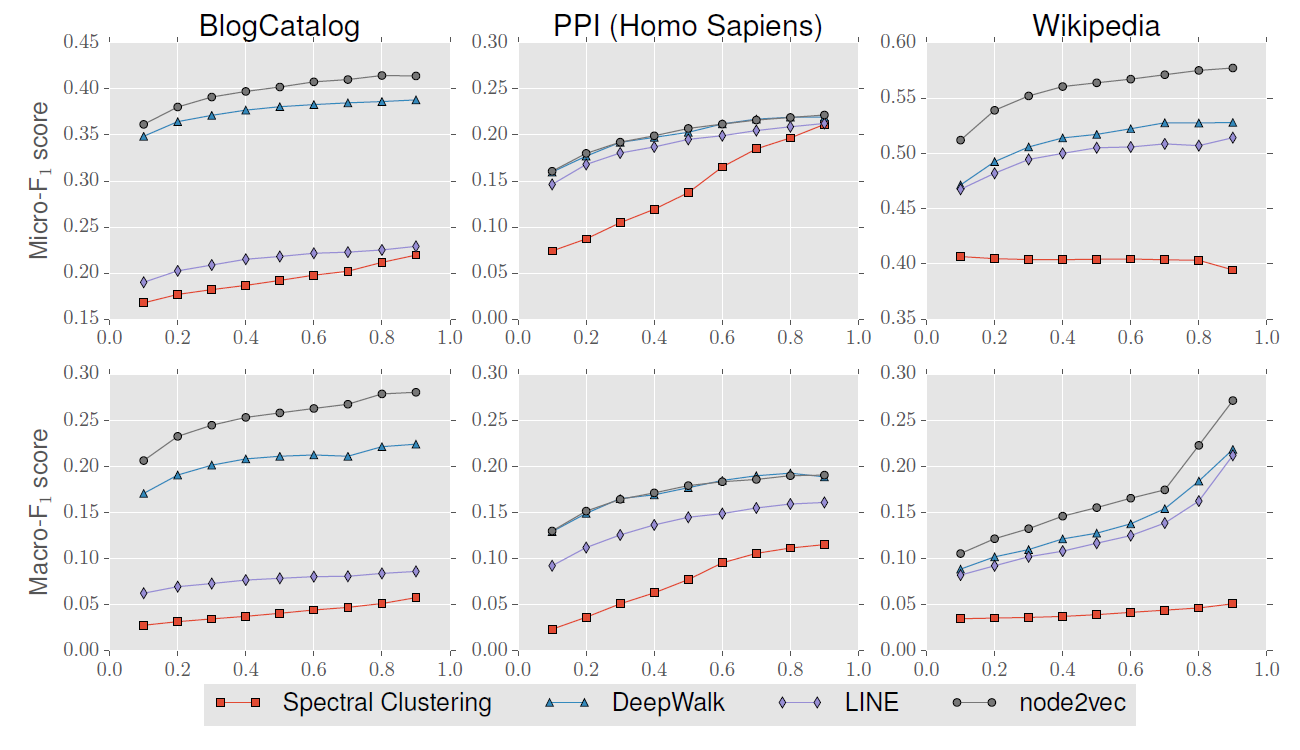 BlogCatalog PPI (Homo Sapiens) Wikipedia
0.45 0.30 0.60
0.40 0.25 0.55
0.35 0.20 0.50
0.30 0.15 0.45
0.25 0.10 0.40
0.20 0.05 0.35
0.15 0.00
Micro-F1 score
0.0 0.2 0.4 0.6 0.8 1.0 0.0 0.2 0.4 0.6 0.8 1.0 0.0 0.2 0.4 0.6 0.8 1.0
0.30 0.30 0.30
0.25 0.25 0.25
0.20 0.20 0.20
0.15 0.15 0.15
0.10 0.10 0.10
0.05 0.05 0.05
0.00 0.00 0.00
Macro-F1 score
0.0 0.2 0.4 0.6 0.8 1.0 0.0 0.2 0.4 0.6 0.8 1.0 0.0 0.2 0.4 0.6 0.8 1.0
Spectral Clustering DeepWalk LINE node2vec